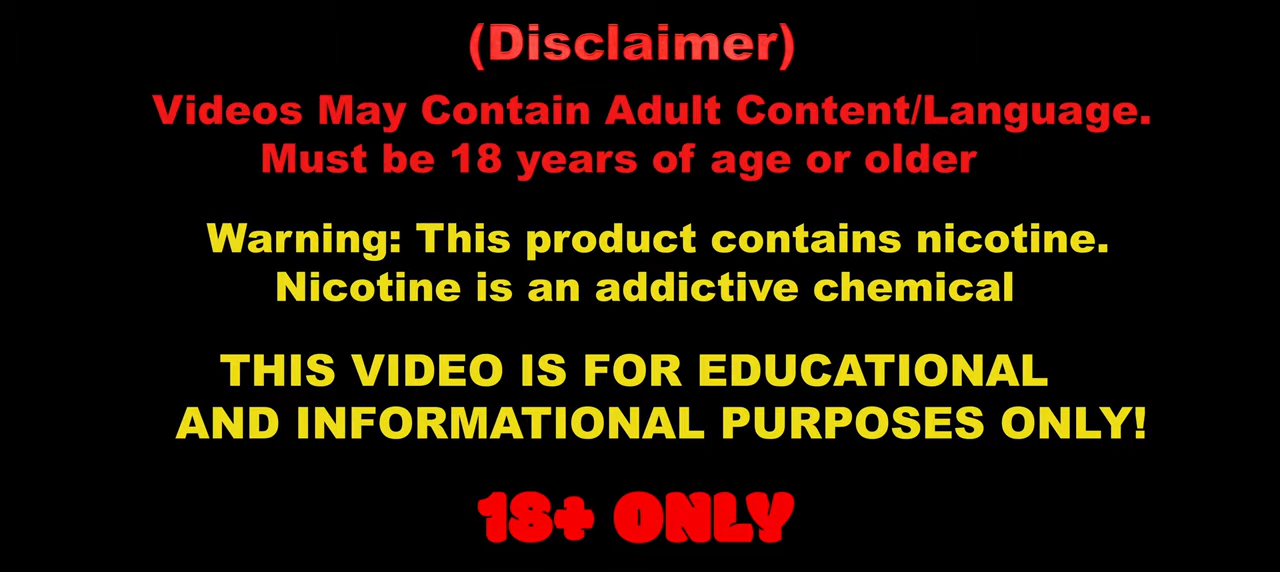 (Disclaimer)
Videos May Contain Adult Content/Language.
Must be 18 years of age or older
Warning: This product contains nicotine.
Nicotine is an addictive chemical
THIS VIDEO IS FOR EDUCATIONAL
AND INFORMATIONAL PURPOSES ONLY!
18+ ONLY